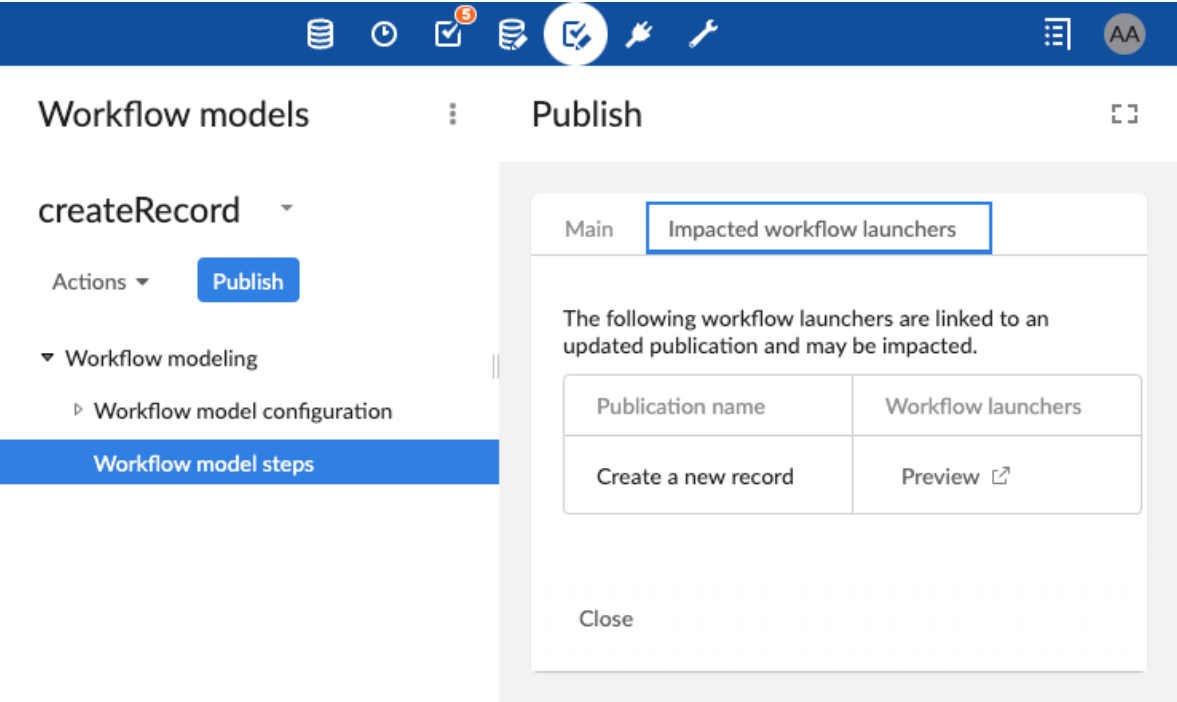 5
AA
Workflow models
Publish
createRecord
Main
Impacted workflow launchers
Actions
Publish
The following workflow launchers are linked to an
updated publication and may be impacted.
Workflow modeling
Workflow model configuration
Workflow model steps
Publication name
Workflow launchers
Create a new record
Preview
Close